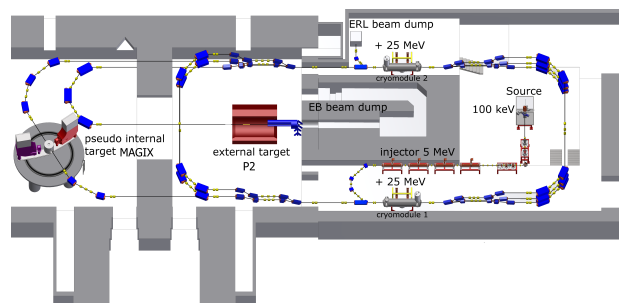 ERL beam dump
+ 25 MeV
cryomodule 2
Source
100 keV
EB beam dump
pseudo internal
target MAGIX
external target
P2
injector 5 MeV
+ 25 MeV
cryomodule 1